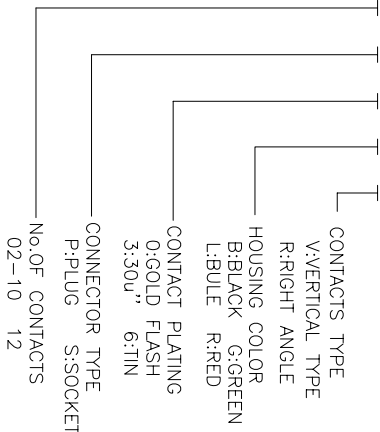 CONTACTS TYPE
V:VERTICAL TYPE
R:RIGHT ANGLE
HOUSING COLOR
B:BLACK G:GREEN
L:BULE R:RED
CONTACT PLATING
0:GOLD FLASH
3:30u" 6:TIN
CONNECTOR TYPE
P:PLUG S:SOCKET
No.OF CONTACTS
02-10 12